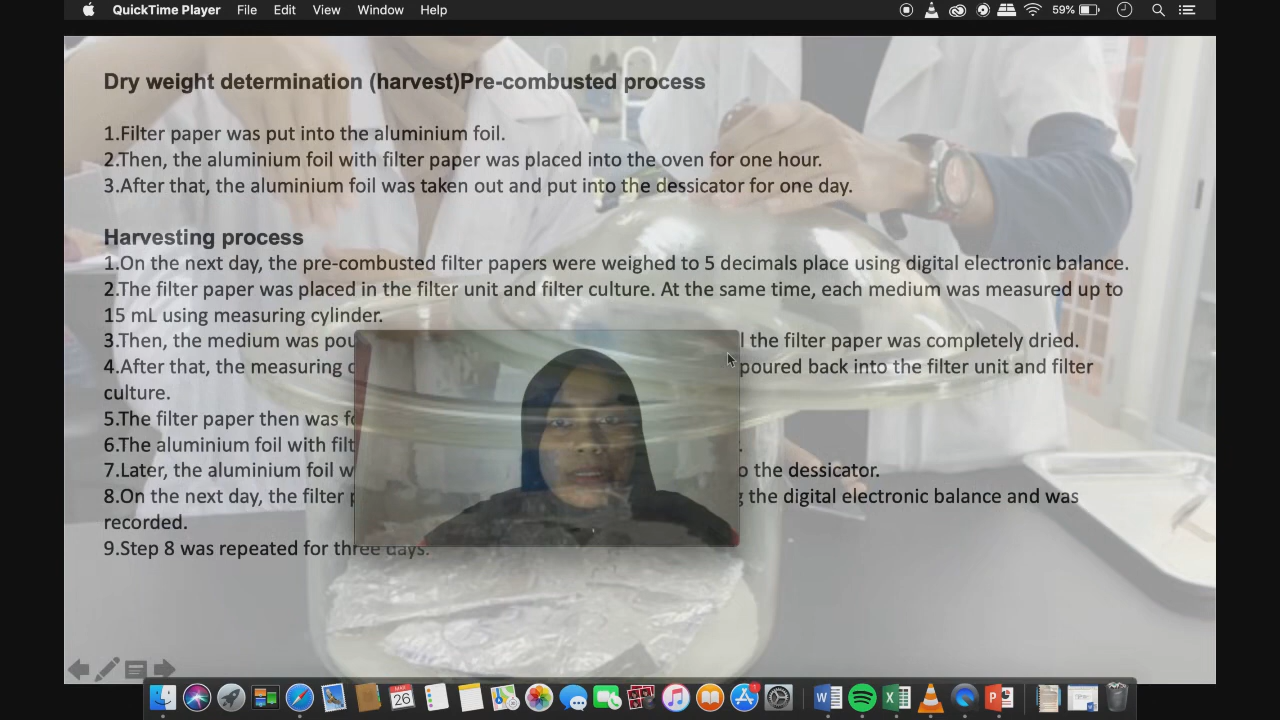 QuickTime Player File Edit View Window Help 59%
Dry weight determination (harvest)Pre-combusted process
1.Filter paper was put into the aluminium foil.
2.Then, the aluminium foil with filter paper was placed into the oven for one hour.
3.After that, the aluminium foil was taken out and put into the dessicator for one day.
Harvesting process
1.On the next day, the pre-combusted filter papers were weighed to 5 decimals place using digital electronic balance.
2.The filter paper was placed in the filter unit and filter culture. At the same time, each medium was measured up to
15 mL using measuring cylinder.
3.Then, the medium was the filter paper was completely dried.
4.After that, the measuring poured back into the filter unit and filter
culture.
5.The filter paper then was
6.The aluminium foil with
7.Later, the aluminium foil the dessicator.
8.On the next day, the filter the digital electronic balance and was
recorded.
9.Step 8 was repeated for three days.
MAR
26